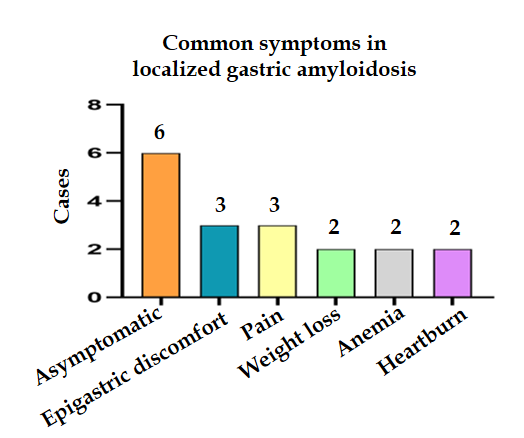 Common symptoms in
localized gastric amyloidosis
Cases
8
6
4
2
0
6
3
3
2
2
2
Asymptomatic
Epigastric discomfort
Pain
Weight loss
Anemia
Heartburn